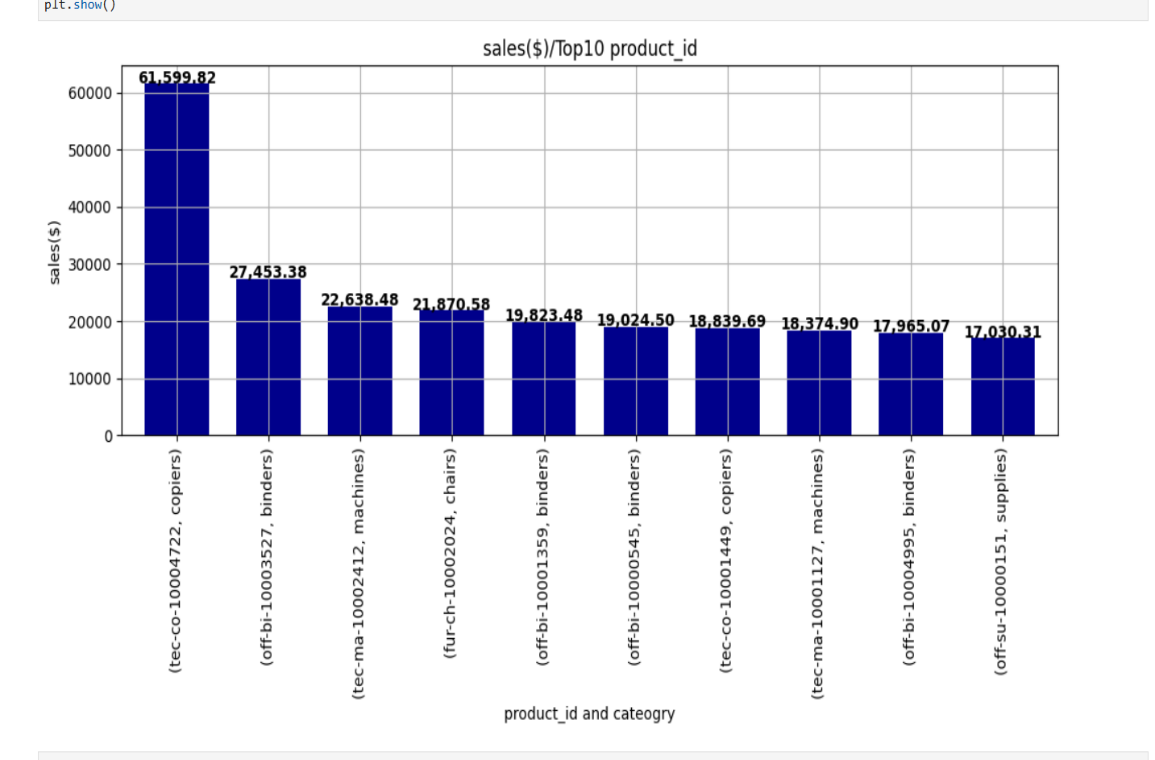 plt.show()
sales($)/Top10 product_id
61,599.82
27,453.38
22,638.48
21,870.58
19,823.48
19,024.50
18,839.69
18,374.90
17,965.07
17,030.31
60000
50000
40000
30000
20000
10000
0
sales($)
(tec-co-10004722, copiers)
(off-bi-10003527, binders)
(tec-ma-10002412, machines)
(fur-ch-10002024, chairs)
(off-bi-10001359, binders)
(off-bi-10000545, binders)
(tec-co-10001449, copiers)
(tec-ma-10001127, machines)
(off-bi-10004995, binders)
(off-su-10000151, supplies)
product_id and cateogry